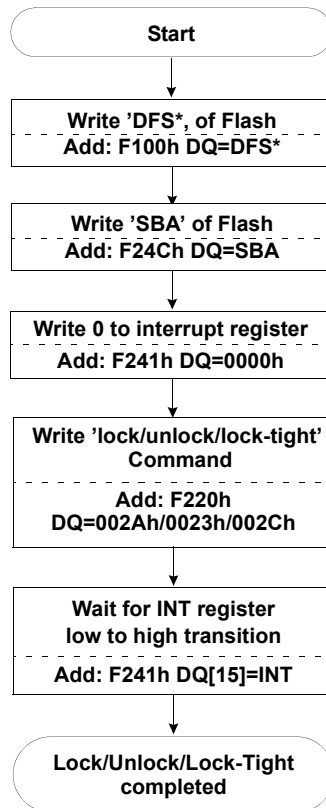 Start
Write ’DFS*, of Flash
Add: F100h DQ=DFS*
Write ’SBA’ of Flash
Add: F24Ch DQ=SBA
Write 0 to interrupt register
Add: F241h DQ=0000h
Write ’lock/unlock/lock-tight’
Command
Add: F220h
DQ=002Ah/0023h/002Ch
Wait for INT register
low to high transition
Add: F241h DQ[15]=INT
Lock/Unlock/Lock-Tight
completed